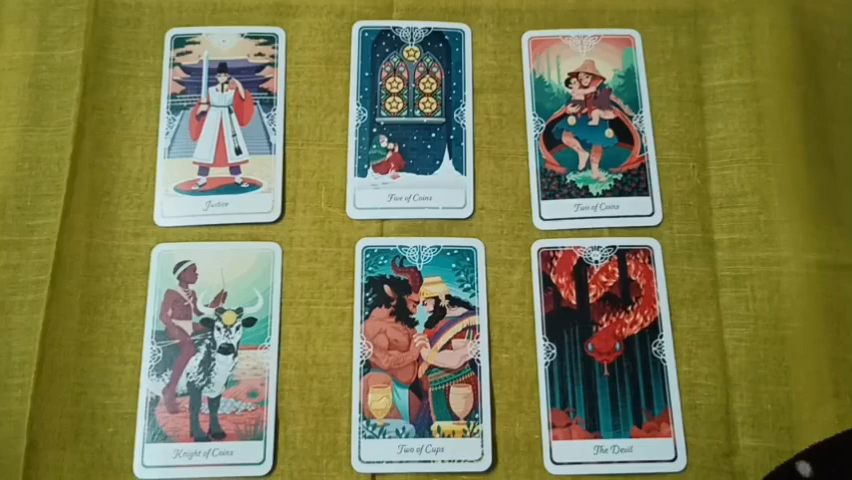 Justice
Five of Coins
Two of Coins
Knight of Coins
Two of Cups
The Devil